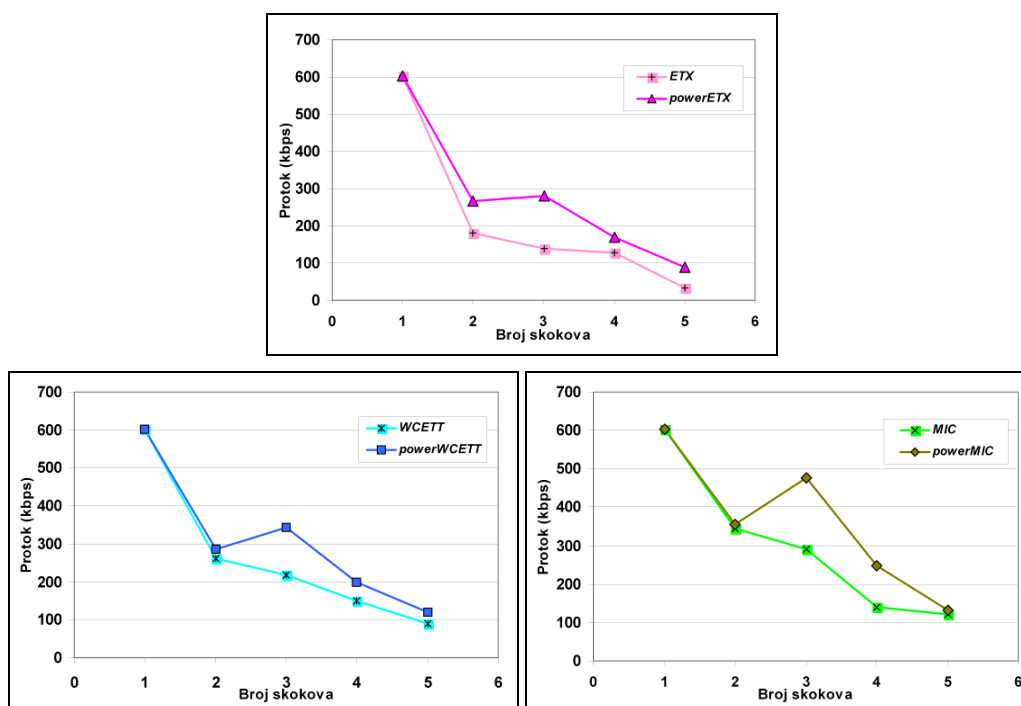 700
600
500
400
300
200
100
0
Protok (kbps)
ETX
powerETX
0 1 2 3 4 5 6
Broj skokova
700
600
500
400
300
200
100
0
Protok (kbps)
WCETT
powerWCETT
0 1 2 3 4 5 6
Broj skokova
700
600
500
400
300
200
100
0
Protok (kbps)
MIC
powerMIC
0 1 2 3 4 5 6
Broj skokova